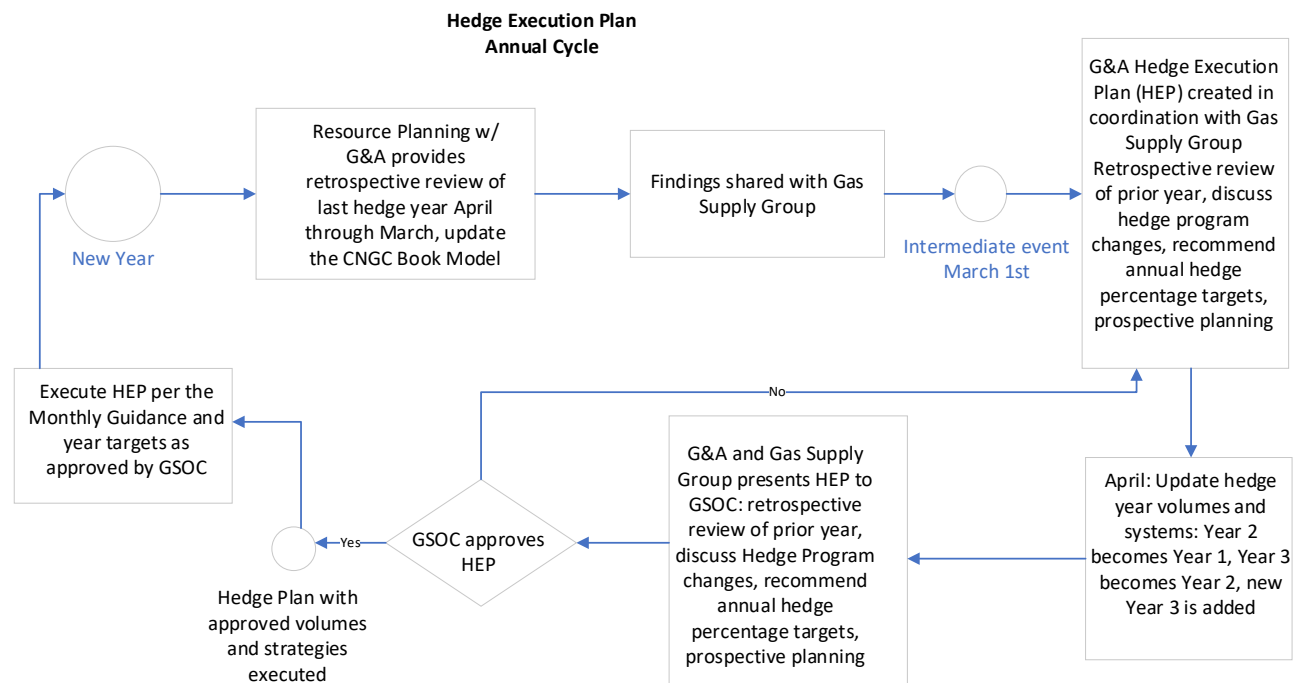 Hedge Execution Plan
Annual Cycle
New Year
Resource Planning w/
G&A provides
retrospective review of
last hedge year April
through March, update
the CNGC Book Model
Findings shared with Gas
Supply Group
Intermediate event
March 1st
G&A Hedge Execution
Plan (HEP) created in
coordination with Gas
Supply Group
Retrospective review
of prior year, discuss
hedge program
changes, recommend
annual hedge
percentage targets,
prospective planning
April: Update hedge
year volumes and
systems: Year 2
becomes Year 1, Year 3
becomes Year 2, new
Year 3 is added
G&A and Gas Supply
Group presents HEP to
GSOC: retrospective
review of prior year,
discuss Hedge Program
changes, recommend
annual hedge
percentage targets,
prospective planning
GSOC approves
HEP
No
Yes
Hedge Plan with
approved volumes
and strategies
executed
Execute HEP per the
Monthly Guidance and
year targets as
approved by GSOC